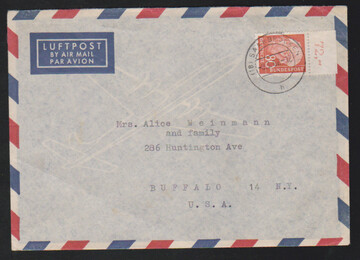 LUFTPOST
BY AIR MAIL
PAR AVION
BUNDESPOST
Mrs. Alice Weinmann
and family
286 Huntington Ave
BUFFALO 14 N.Y.
U.S.A.